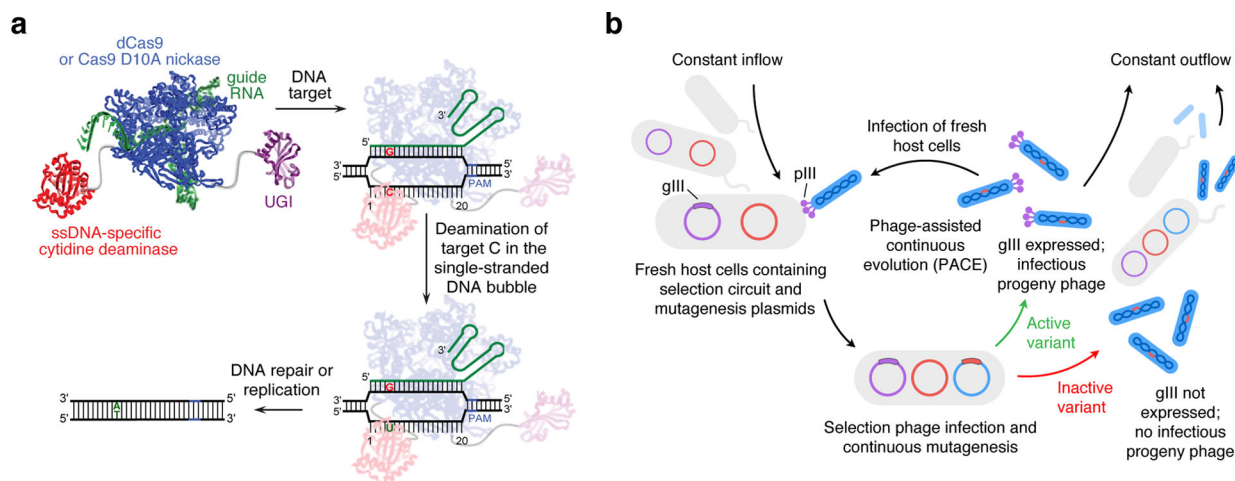 a
dCas9
or Cas9 D10A nickase
guide
RNA
UGI
ssDNA-specific
cytidine deaminase
DNA
target
3'
5'
G
3'
5'
C
PAM
5'
3'
1
20
Deamination of
target C in the
single-stranded
DNA bubble
3'
5'
G
3'
5'
U
PAM
5'
3'
1
20
DNA repair or
replication
3'
5'
A
T
5'
3'
b
Constant inflow
Constant outflow
Infection of fresh
host cells
gIII
pIII
Phage-assisted
continuous
evolution (PACE)
gIII expressed;
infectious
progeny phage
Fresh host cells containing
selection circuit and
mutagenesis plasmids
Active
variant
Inactive
variant
gIII not
expressed;
no infectious
progeny phage
Selection phage infection and
continuous mutagenesis